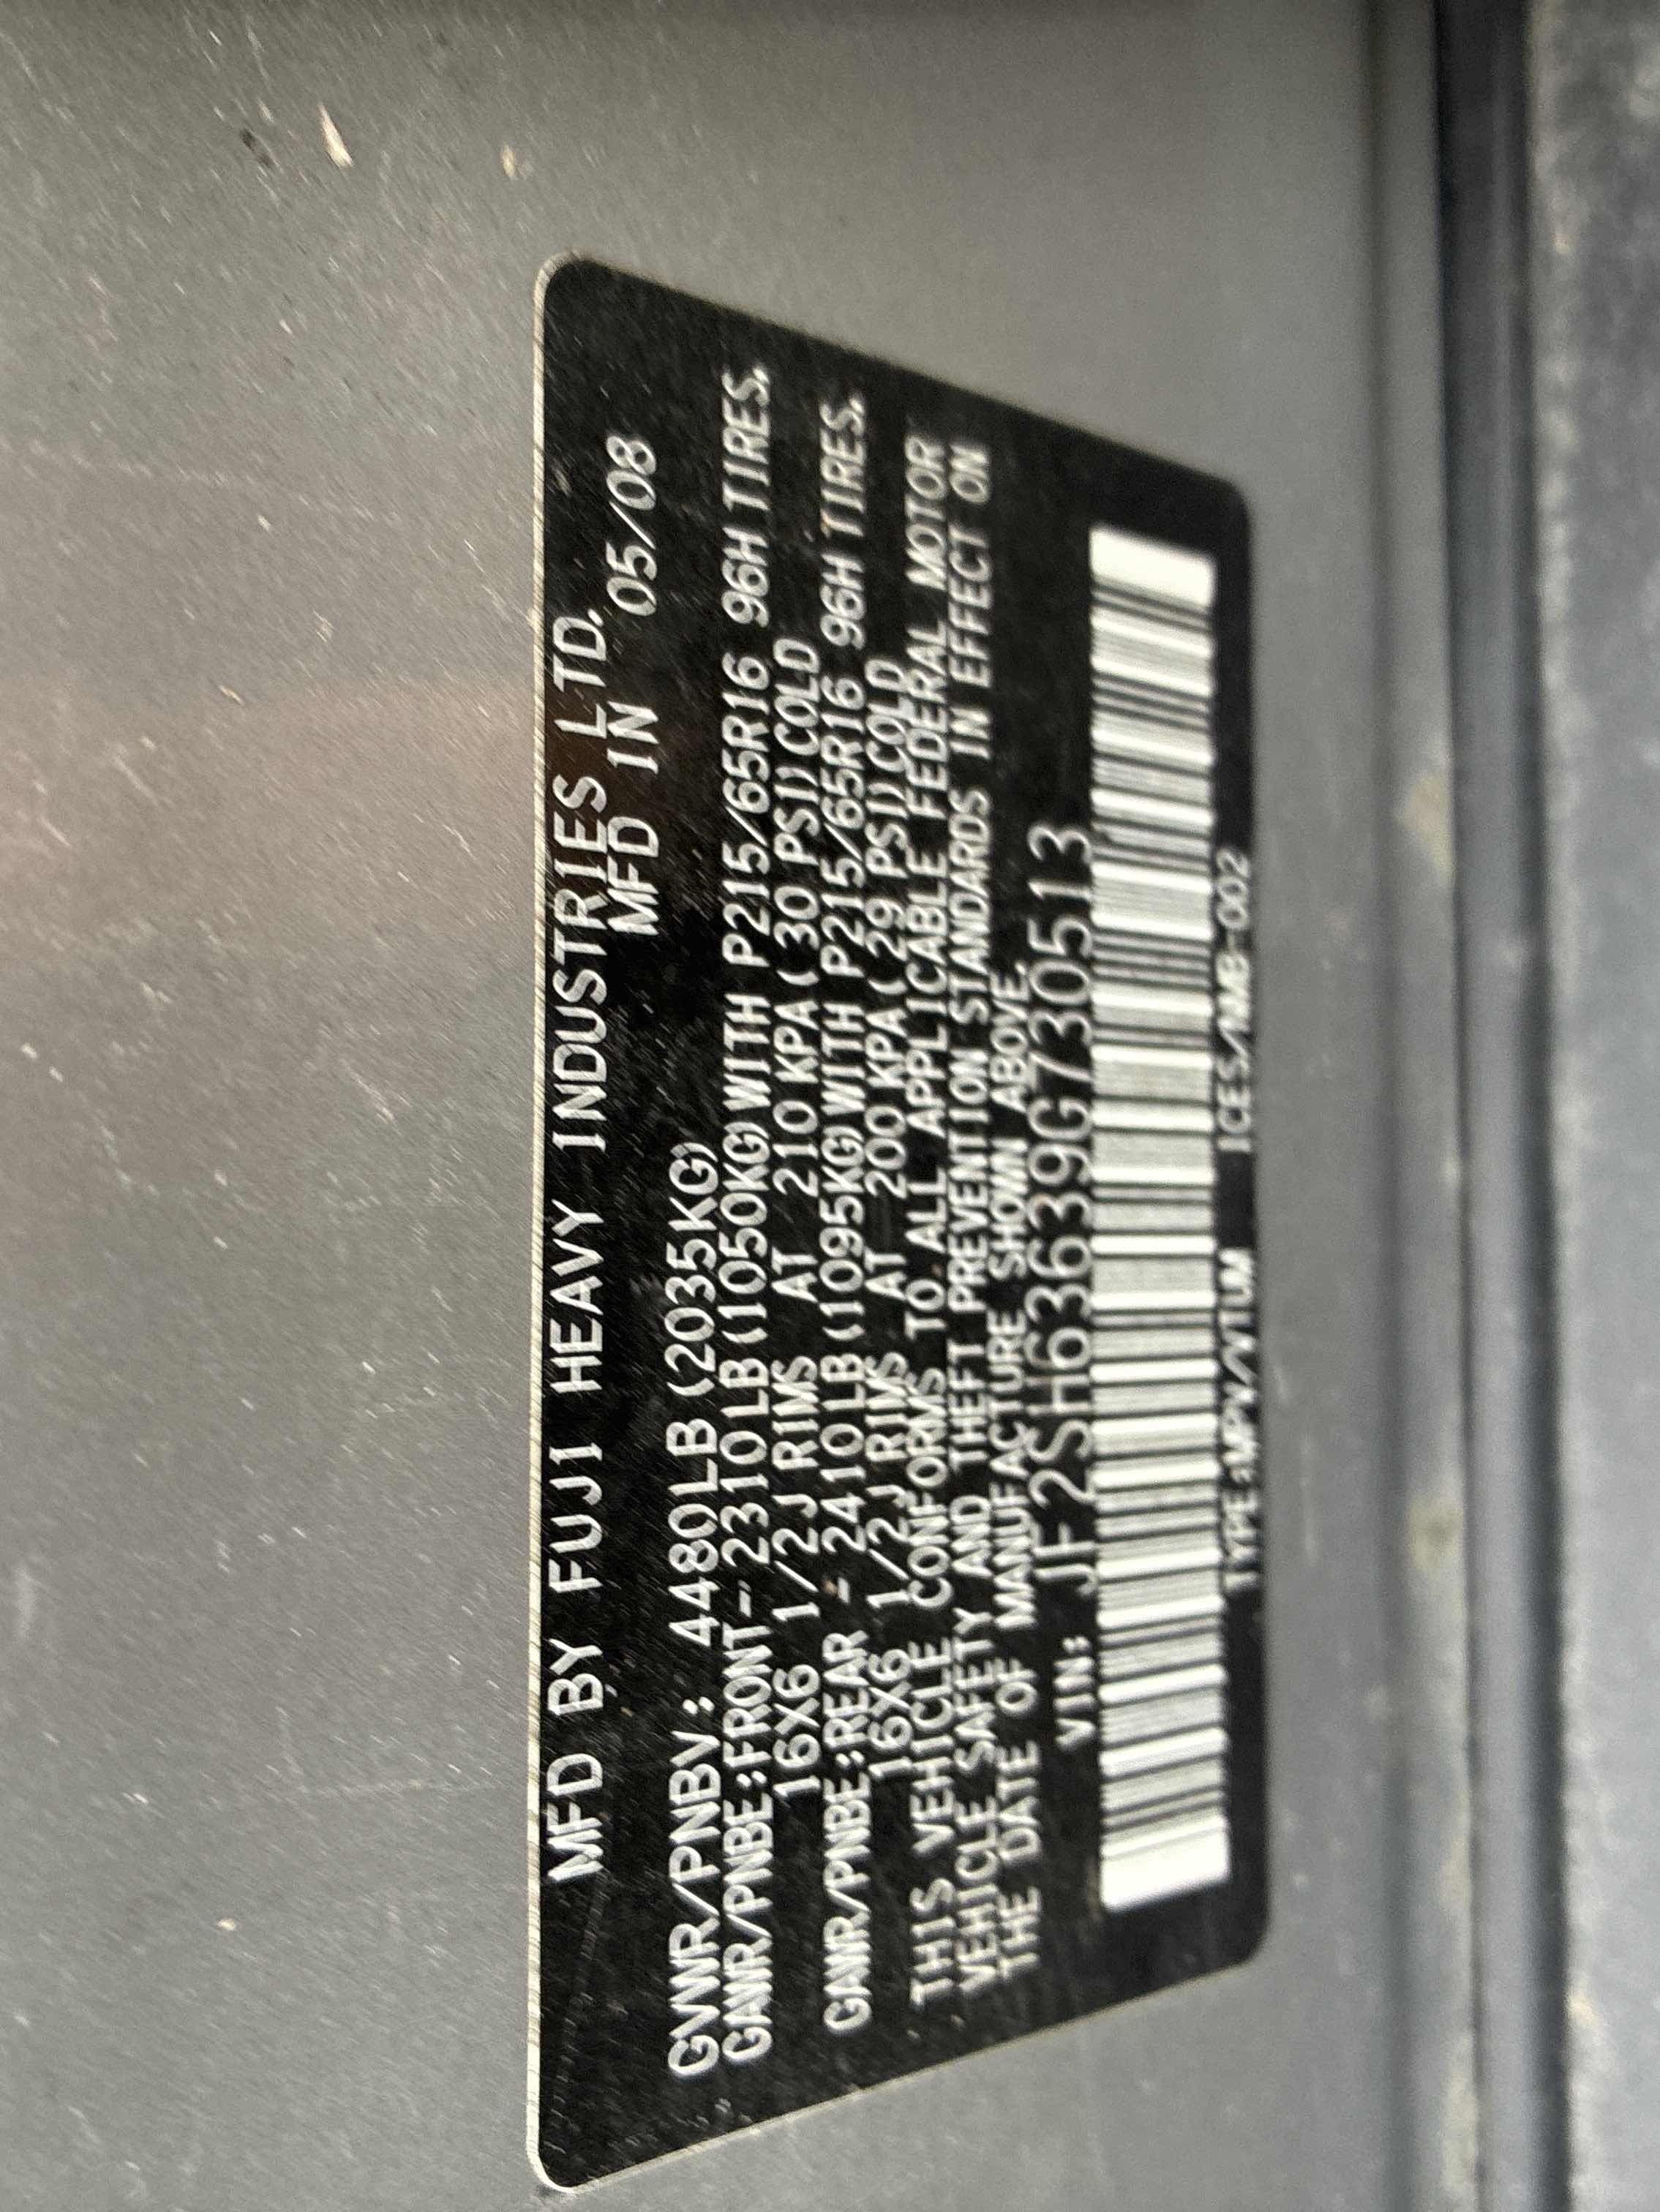 MFD BY FUJI HEAVY INDUSTRIES LTD.
MFD IN 05/08
GVWR/PNBV: 4480LB (2035KG)
GAWR/PNBE:FRONT- 2310LB (1050KG) WITH P215/65R16 96H TIRES,
16X6 1/2J RIMS AT 210 KPA ( 30 PSI) COLD
GAWR/PNBE:REAR - 2410LB (1095KG) WITH P215/65R16 96H TIRES,
16X6 1/2J RIMS AT 200 KPA ( 29 PSI) COLD
THIS VEHICLE CONFORMS TO ALL APPLICABLE FEDERAL MOTOR
VEHICLE SAFETY AND THEFT PREVENTION STANDARDS IN EFFECT ON
THE DATE OF MANUFACTURE SHOWN ABOVE.
VIN: JF2SH63639G730513
TYPE:MPV/VTUM ICES/NMB-002